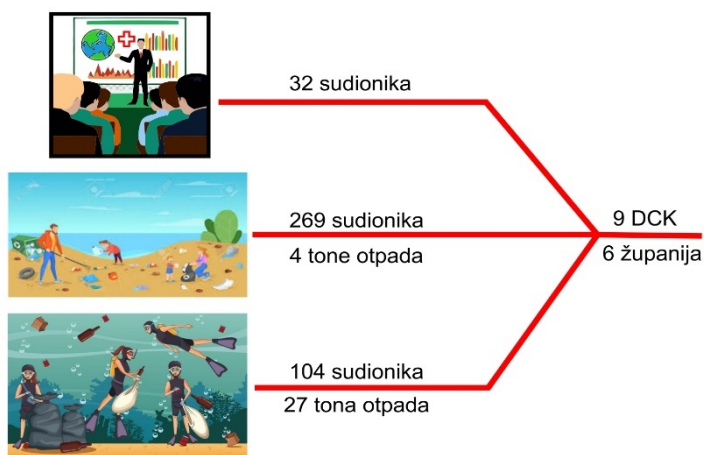 32 sudionika
269 sudionika
4 tone otpada
9 DCK
6 županija
104 sudionika
27 tona otpada